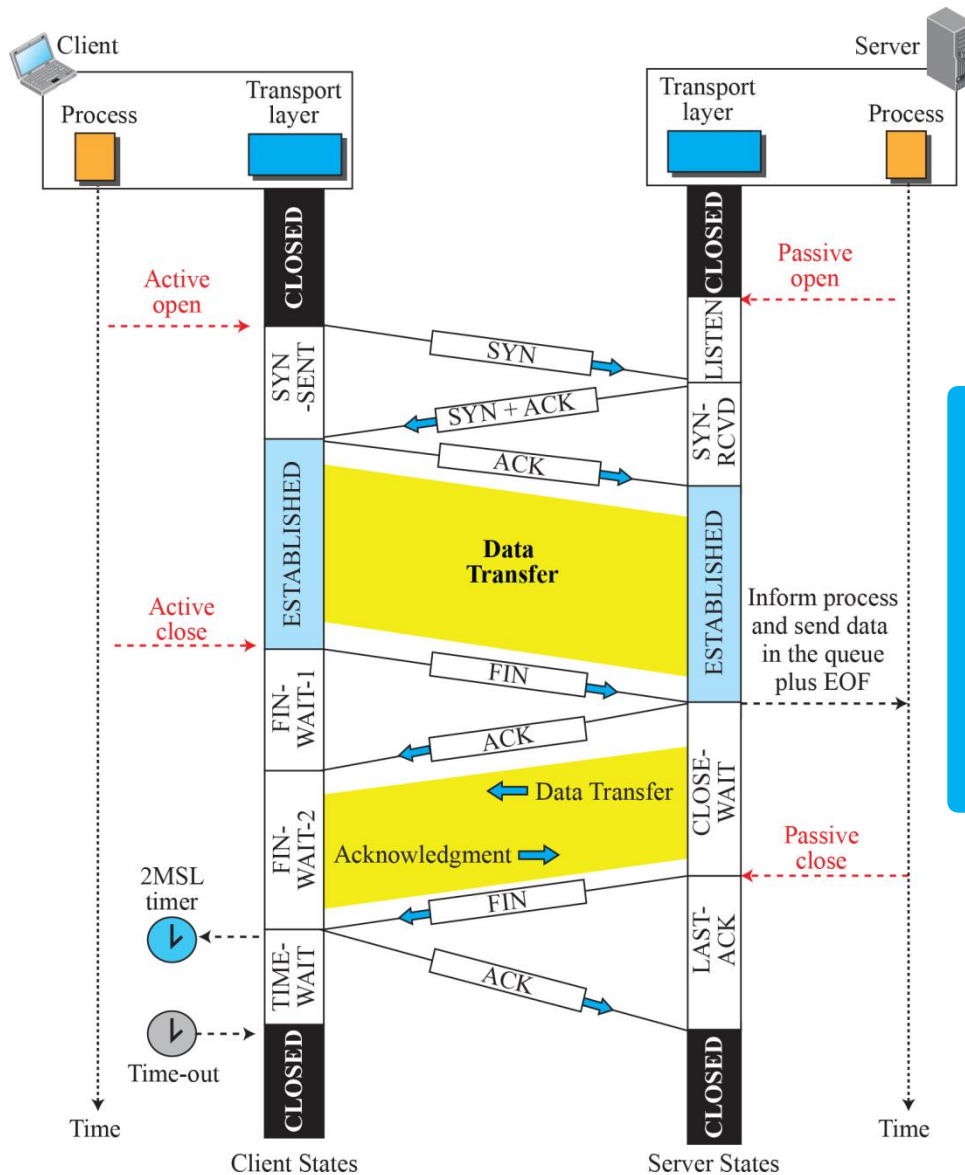 Client
Server
Process
Transport
layer
Transport
layer
Process
CLOSED
CLOSED
Active
open
Passive
open
LISTEN
SYN
SYN
-SENT
SYN + ACK
SYN-
RCVD
ACK
ESTABLISHED
ESTABLISHED
Data
Transfer
Active
close
Inform process
and send data
in the queue
plus EOF
FIN
FIN-
WAIT-1
ACK
CLOSE-
WAIT
Data Transfer
FIN-
WAIT-2
Acknowledgment
Passive
close
2MSL
timer
FIN
LAST-
ACK
TIME-
WAIT
ACK
Time-out
CLOSED
CLOSED
Time
Time
Client States
Server States